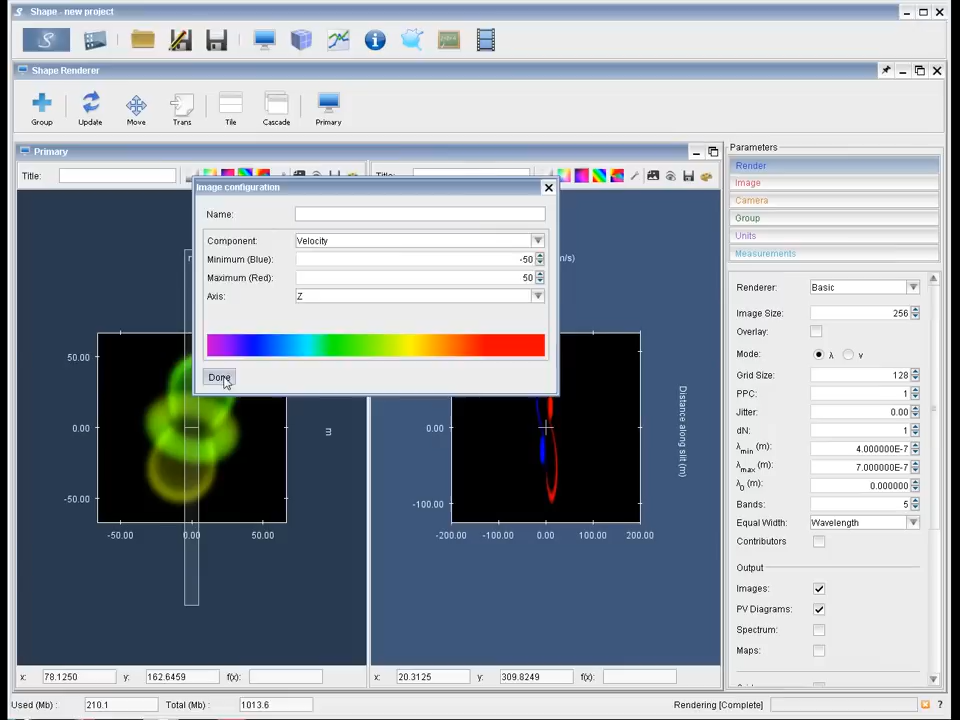 Shape - new project
Shape Renderer
Group
Update
Move
Trans
Tile
Cascade
Primary
Primary
Title:
Title:
50.00
0.00
-50.00
-50.00
0.00
50.00
m
Image configuration
Name:
Component: Velocity
Minimum (Blue): -50
Maximum (Red): 50
Axis: Z
Done
m/s)
0.00
-100.00
-200.00
-100.00
0.00
100.00
200.00
Distance along slit (m)
x: 78.1250 y: 162.6459 f(x):
x: 20.3125 y: 309.8249 f(x):
Parameters
Render
Image
Camera
Group
Units
Measurements
Renderer: Basic
Image Size: 256
Overlay:
Mode: λ ν
Grid Size: 128
PPC: 1
Jitter: 0.00
dN: 1
λmin (m): 4.000000E-7
λmax (m): 7.000000E-7
λ0 (m): 0.000000
Bands: 5
Equal Width: Wavelength
Contributors
Output
Images:
PV Diagrams:
Spectrum:
Maps:
Used (Mb): 210.1 Total (Mb): 1013.6 Rendering [Complete]